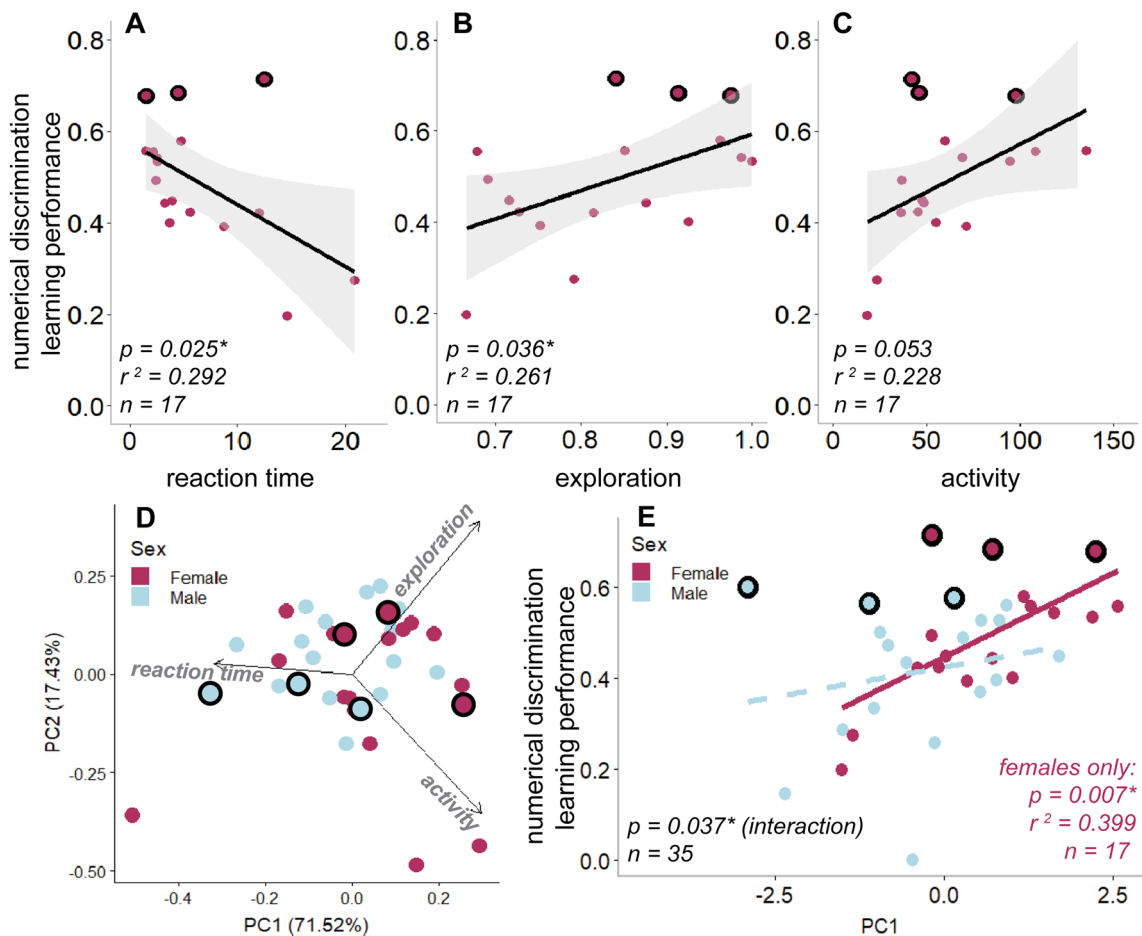 A
B
C
numerical discrimination
learning performance
0.8
0.6
0.4
0.2
0.0
p = 0.025*
r 2 = 0.292
n = 17
0 10 20
reaction time
0.8
0.6
0.4
0.2
0.0
p = 0.036*
r 2 = 0.261
n = 17
0.7 0.8 0.9 1.0
exploration
0.8
0.6
0.4
0.2
0.0
p = 0.053
r 2 = 0.228
n = 17
0 50 100 150
activity
D
Sex
Female
Male
exploration
reaction time
activity
PC2 (17.43%)
0.25
0.00
-0.25
-0.50
-0.4 -0.2 0.0 0.2
PC1 (71.52%)
E
Sex
Female
Male
numerical discrimination
learning performance
0.6
0.4
0.2
0.0
females only:
p = 0.007*
r 2 = 0.399
n = 17
p = 0.037* (interaction)
n = 35
-2.5 0.0 2.5
PC1